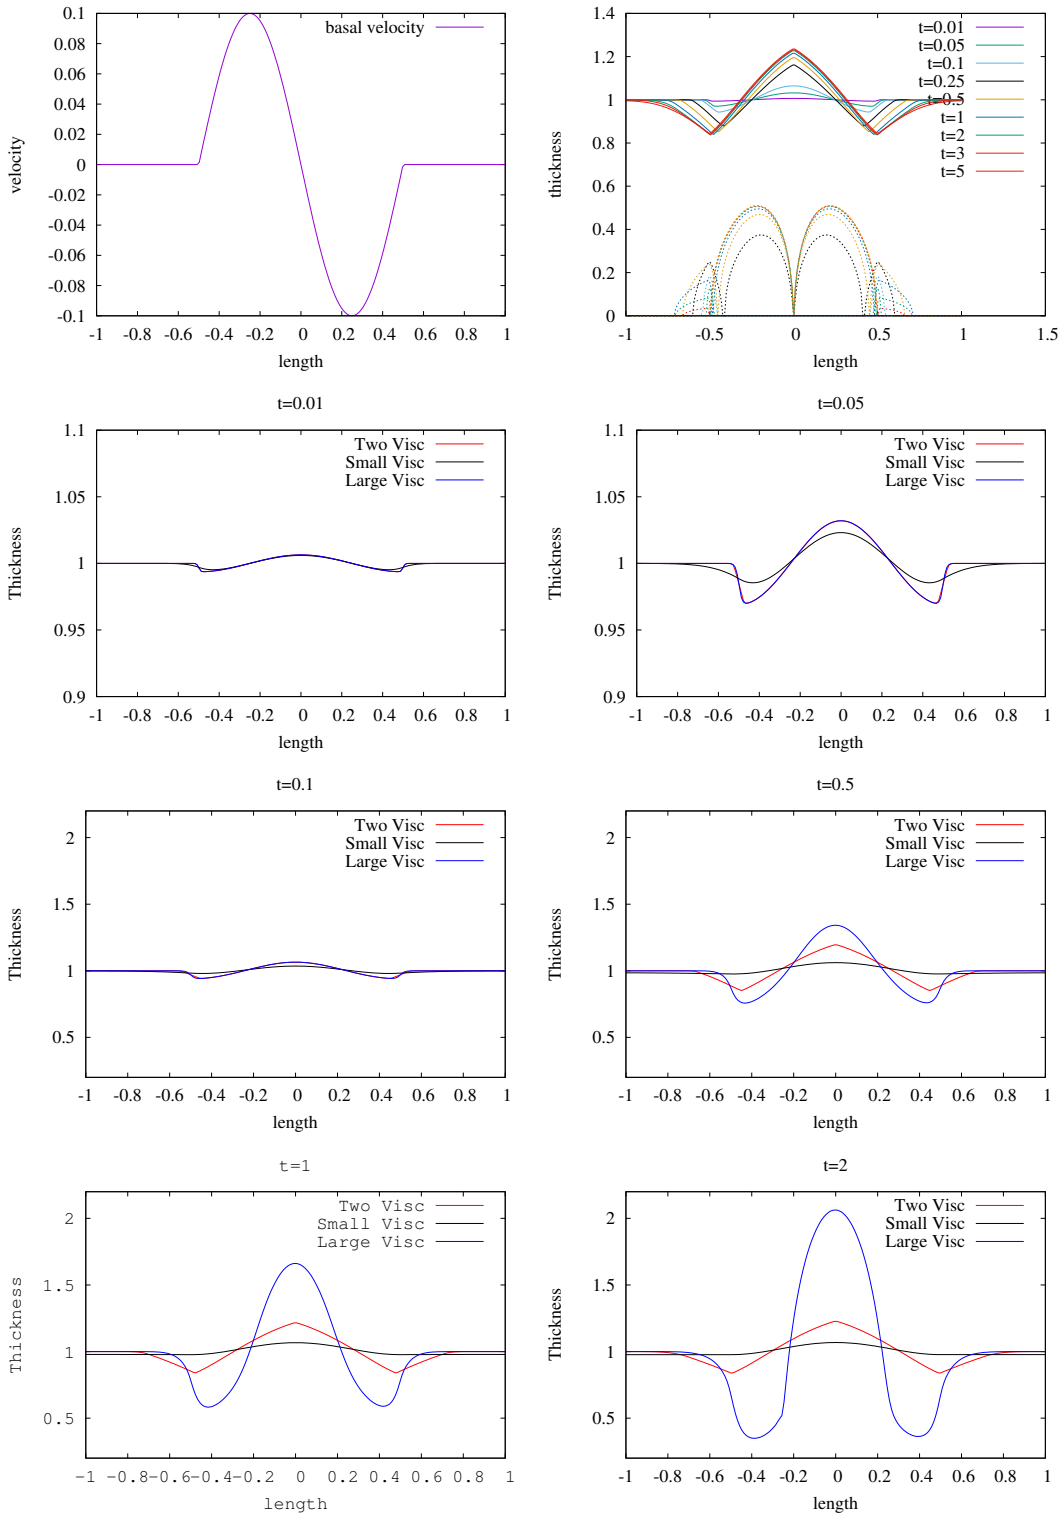 0.1
0.08
0.06
0.04
0.02
0
-0.02
-0.04
-0.06
-0.08
-0.1
velocity
basal velocity
-1 -0.8 -0.6 -0.4 -0.2 0 0.2 0.4 0.6 0.8 1
length
1.4
1.2
1
0.8
0.6
0.4
0.2
0
thickness
t=0.01
t=0.05
t=0.1
t=0.25
t=0.5
t=1
t=2
t=3
t=5
-1 -0.5 0 0.5 1 1.5
length
t=0.01
1.1
1.05
1
0.95
0.9
Thickness
Two Visc
Small Visc
Large Visc
-1 -0.8 -0.6 -0.4 -0.2 0 0.2 0.4 0.6 0.8 1
length
t=0.05
1.1
1.05
1
0.95
0.9
Thickness
Two Visc
Small Visc
Large Visc
-1 -0.8 -0.6 -0.4 -0.2 0 0.2 0.4 0.6 0.8 1
length
t=0.1
2
1.5
1
0.5
Thickness
Two Visc
Small Visc
Large Visc
-1 -0.8 -0.6 -0.4 -0.2 0 0.2 0.4 0.6 0.8 1
length
t=0.5
2
1.5
1
0.5
Thickness
Two Visc
Small Visc
Large Visc
-1 -0.8 -0.6 -0.4 -0.2 0 0.2 0.4 0.6 0.8 1
length
t=1
2
1.5
1
0.5
Thickness
Two Visc
Small Visc
Large Visc
-1 -0.8 -0.6 -0.4 -0.2 0 0.2 0.4 0.6 0.8 1
length
t=2
2
1.5
1
0.5
Thickness
Two Visc
Small Visc
Large Visc
-1 -0.8 -0.6 -0.4 -0.2 0 0.2 0.4 0.6 0.8 1
length